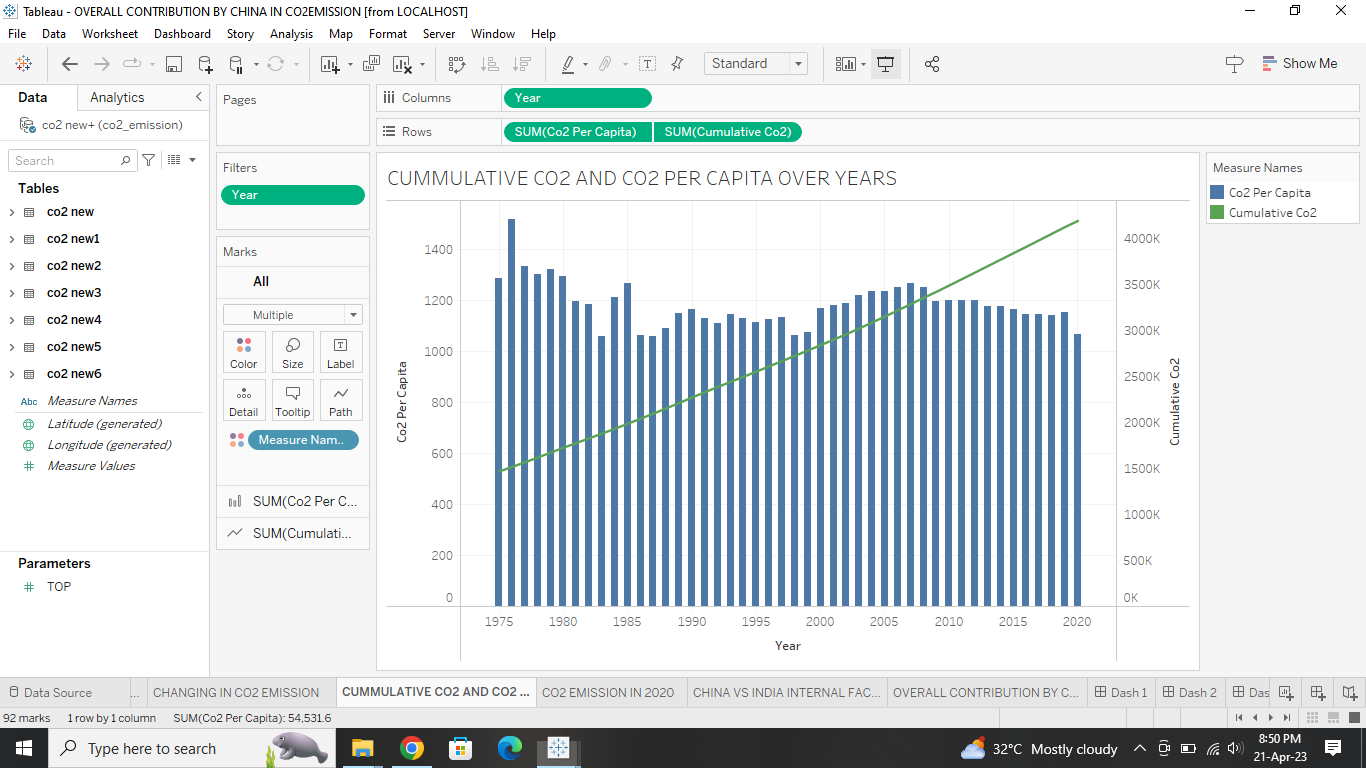 Tableau - OVERALL CONTRIBUTION BY CHINA IN CO2EMISSION [from LOCALHOST]
File Data Worksheet Dashboard Story Analysis Map Format Server Window Help
Standard
Show Me
Data Analytics
co2 new+ (co2_emission)
Search
Tables
co2 new
co2 new1
co2 new2
co2 new3
co2 new4
co2 new5
co2 new6
Abc Measure Names
Latitude (generated)
Longitude (generated)
# Measure Values
Parameters
# TOP
Pages
Filters
Year
Marks
All
Multiple
Color Size Label
Detail Tooltip Path
Measure Nam..
SUM(Co2 Per C...
SUM(Cumulati...
Columns Year
Rows SUM(Co2 Per Capita) SUM(Cumulative Co2)
CUMMULATIVE CO2 AND CO2 PER CAPITA OVER YEARS
Co2 Per Capita
1400
1200
1000
800
600
400
200
0
4000K
3500K
3000K
2500K
2000K
1500K
1000K
500K
0K
Cumulative Co2
1975 1980 1985 1990 1995 2000 2005 2010 2015 2020
Year
Measure Names
Co2 Per Capita
Cumulative Co2
Data Source ... CHANGING IN CO2 EMISSION CUMMULATIVE CO2 AND CO2 ... CO2 EMISSION IN 2020 CHINA VS INDIA INTERNAL FAC... OVERALL CONTRIBUTION BY C... Dash 1 Dash 2 Das
92 marks 1 row by 1 column SUM(Co2 Per Capita): 54,531.6
Type here to search
32°C Mostly cloudy
8:50 PM
21-Apr-23